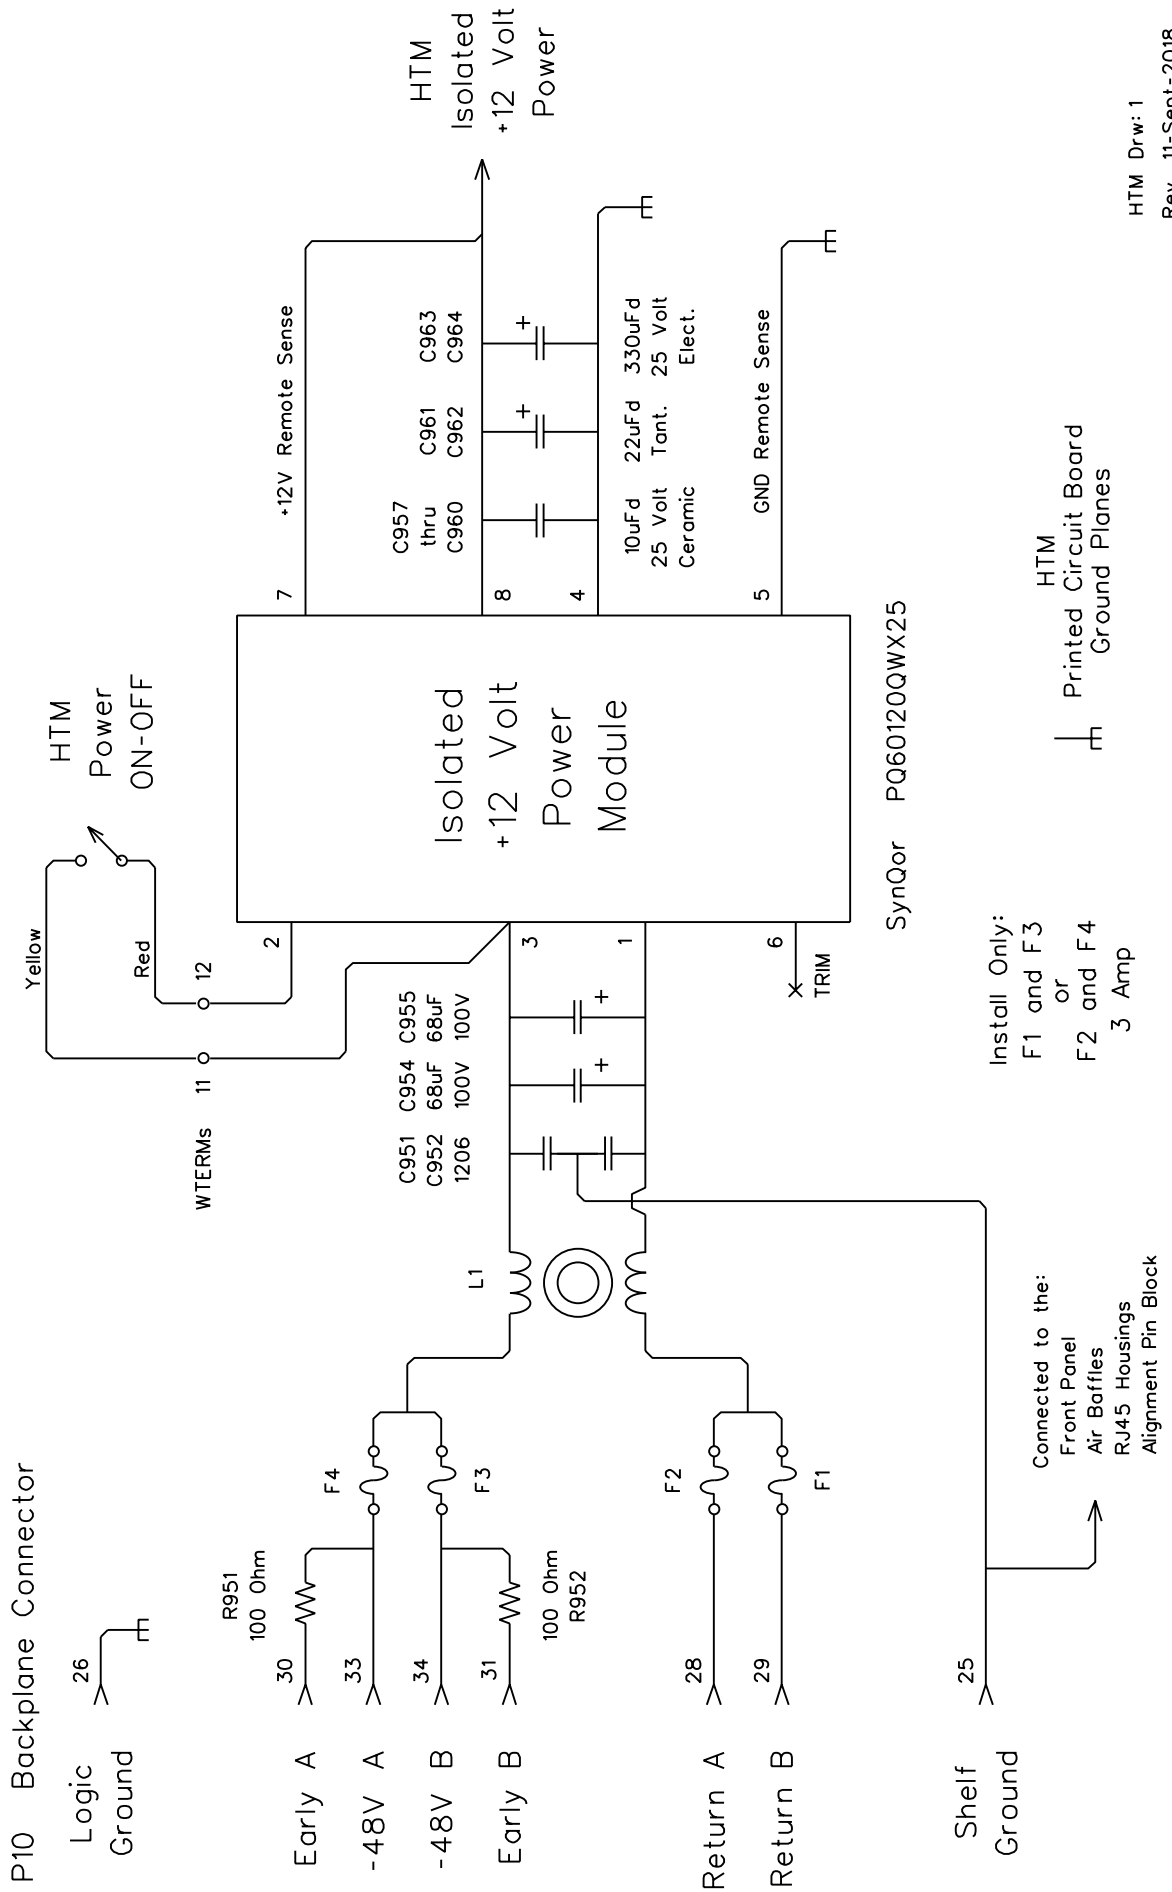 P10 Backplane Connector
Logic
Ground
26
Early A
30
R951
100 Ohm
-48V A
33
F4
-48V B
34
F3
Early B
31
100 Ohm
R952
Return A
28
F2
Return B
29
F1
Shelf
Ground
25
Connected to the:
Front Panel
Air Baffles
RJ45 Housings
Alignment Pin Block
L1
C951
C952
1206
C954
68uF
100V
C955
68uF
100V
WTERMs
11
12
Yellow
Red
HTM
Power
ON-OFF
2
3
1
6
TRIM
Isolated
+12 Volt
Power
Module
SynQor PQ60120QWX25
7
8
4
5
+12V Remote Sense
C957
thru
C960
C961
C962
C963
C964
10uFd
25 Volt
Ceramic
22uFd
Tant.
330uFd
25 Volt
Elect.
GND Remote Sense
HTM
Isolated
+12 Volt
Power
Install Only:
F1 and F3
or
F2 and F4
3 Amp
HTM
Printed Circuit Board
Ground Planes
HTM Drw: 1
Rev. 11-Sept-2018